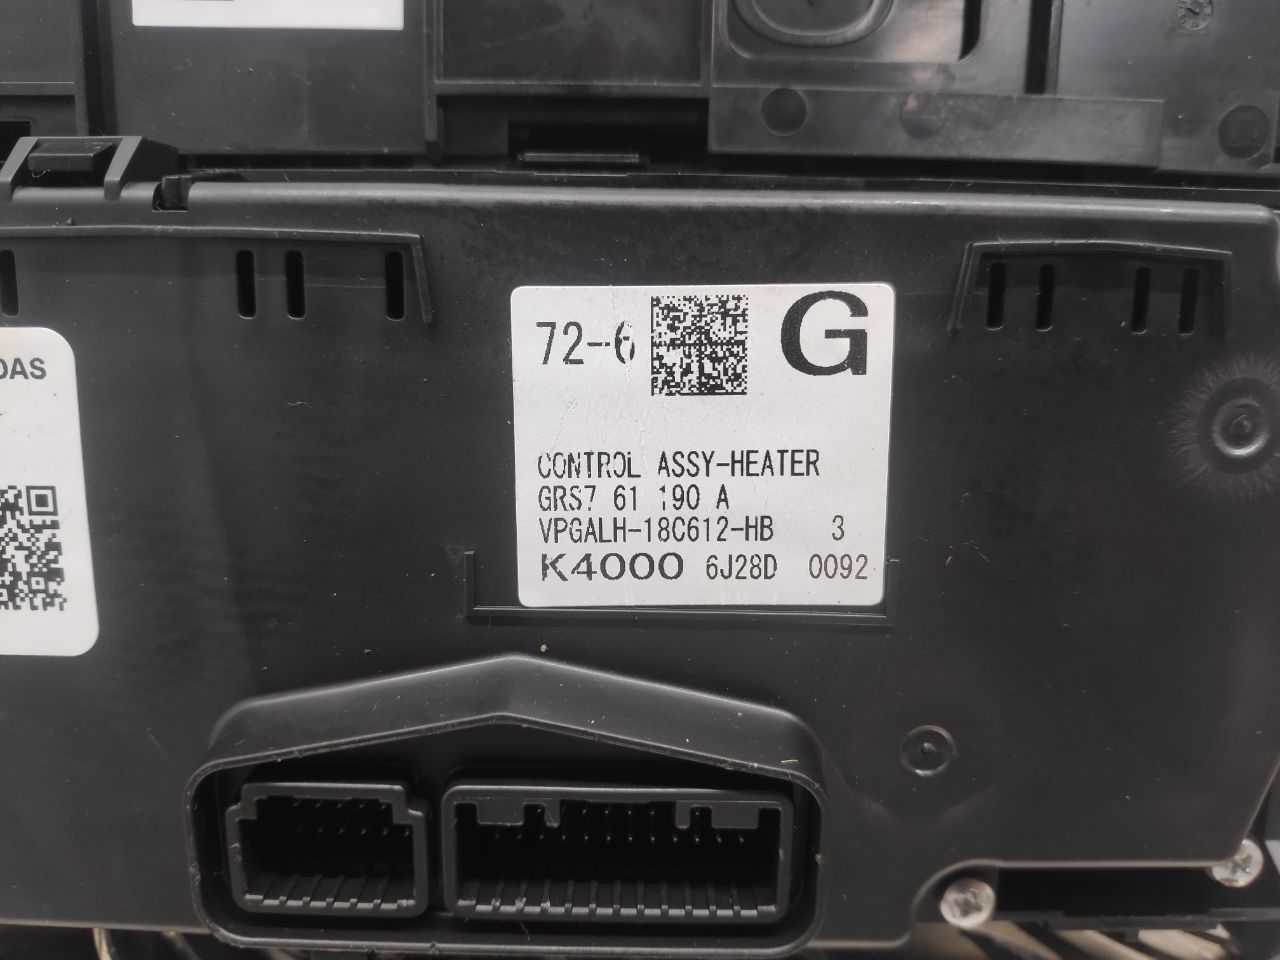 72-6 G
DAS
CONTROL ASSY-HEATER
GRS7 61 190 A
VPGALH-18C612-HB 3
K4000 6J28D 0092